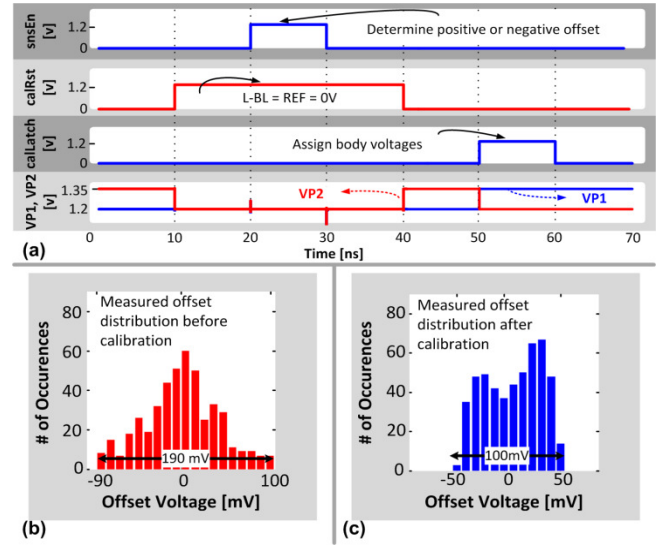 snsEn
[v]
1.2
0
Determine positive or negative offset
calRst
[v]
1.2
0
L-BL = REF = 0V
calLatch
[v]
1.2
0
Assign body voltages
VP1, VP2
[v]
1.35
1.2
VP2
VP1
0 10 20 30 40 50 60 70
(a)
Time [ns]
# of Occurences
80
60
40
20
0
Measured offset
distribution before
calibration
190 mV
-90 0 100
Offset Voltage [mV]
(b)
# of Occurences
80
60
40
20
0
Measured offset
distribution after
calibration
100mV
-50 0 50
Offset Voltage [mV]
(c)